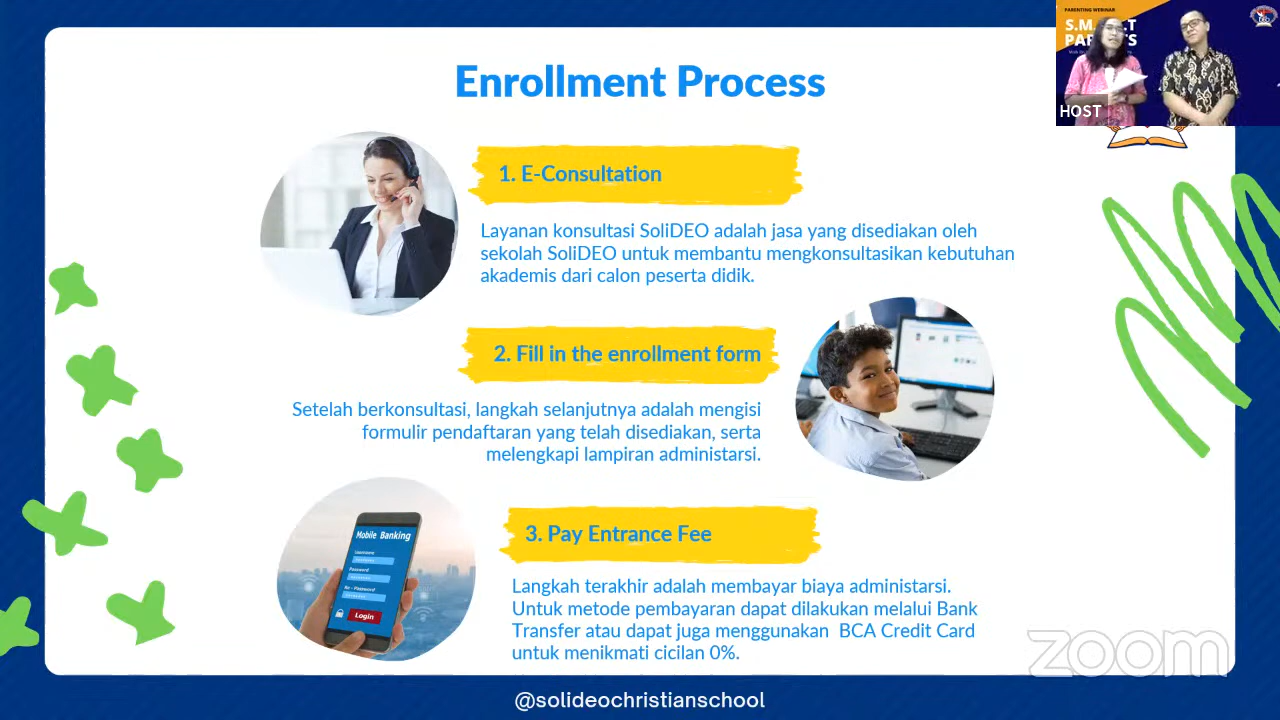 Enrollment Process
PARENTING WEBINAR
HOST
1. E-Consultation
Layanan konsultasi SoliDEO adalah jasa yang disediakan oleh
sekolah SoliDEO untuk membantu mengkonsultasikan kebutuhan
akademis dari calon peserta didik.
2. Fill in the enrollment form
Setelah berkonsultasi, langkah selanjutnya adalah mengisi
formulir pendaftaran yang telah disediakan, serta
melengkapi lampiran administarsi.
Mobile Banking
Username
Password
Re - Password
Login
3. Pay Entrance Fee
Langkah terakhir adalah membayar biaya administarsi.
Untuk metode pembayaran dapat dilakukan melalui Bank
Transfer atau dapat juga menggunakan BCA Credit Card
untuk menikmati cicilan 0%.
zoom
@solideochristianschool